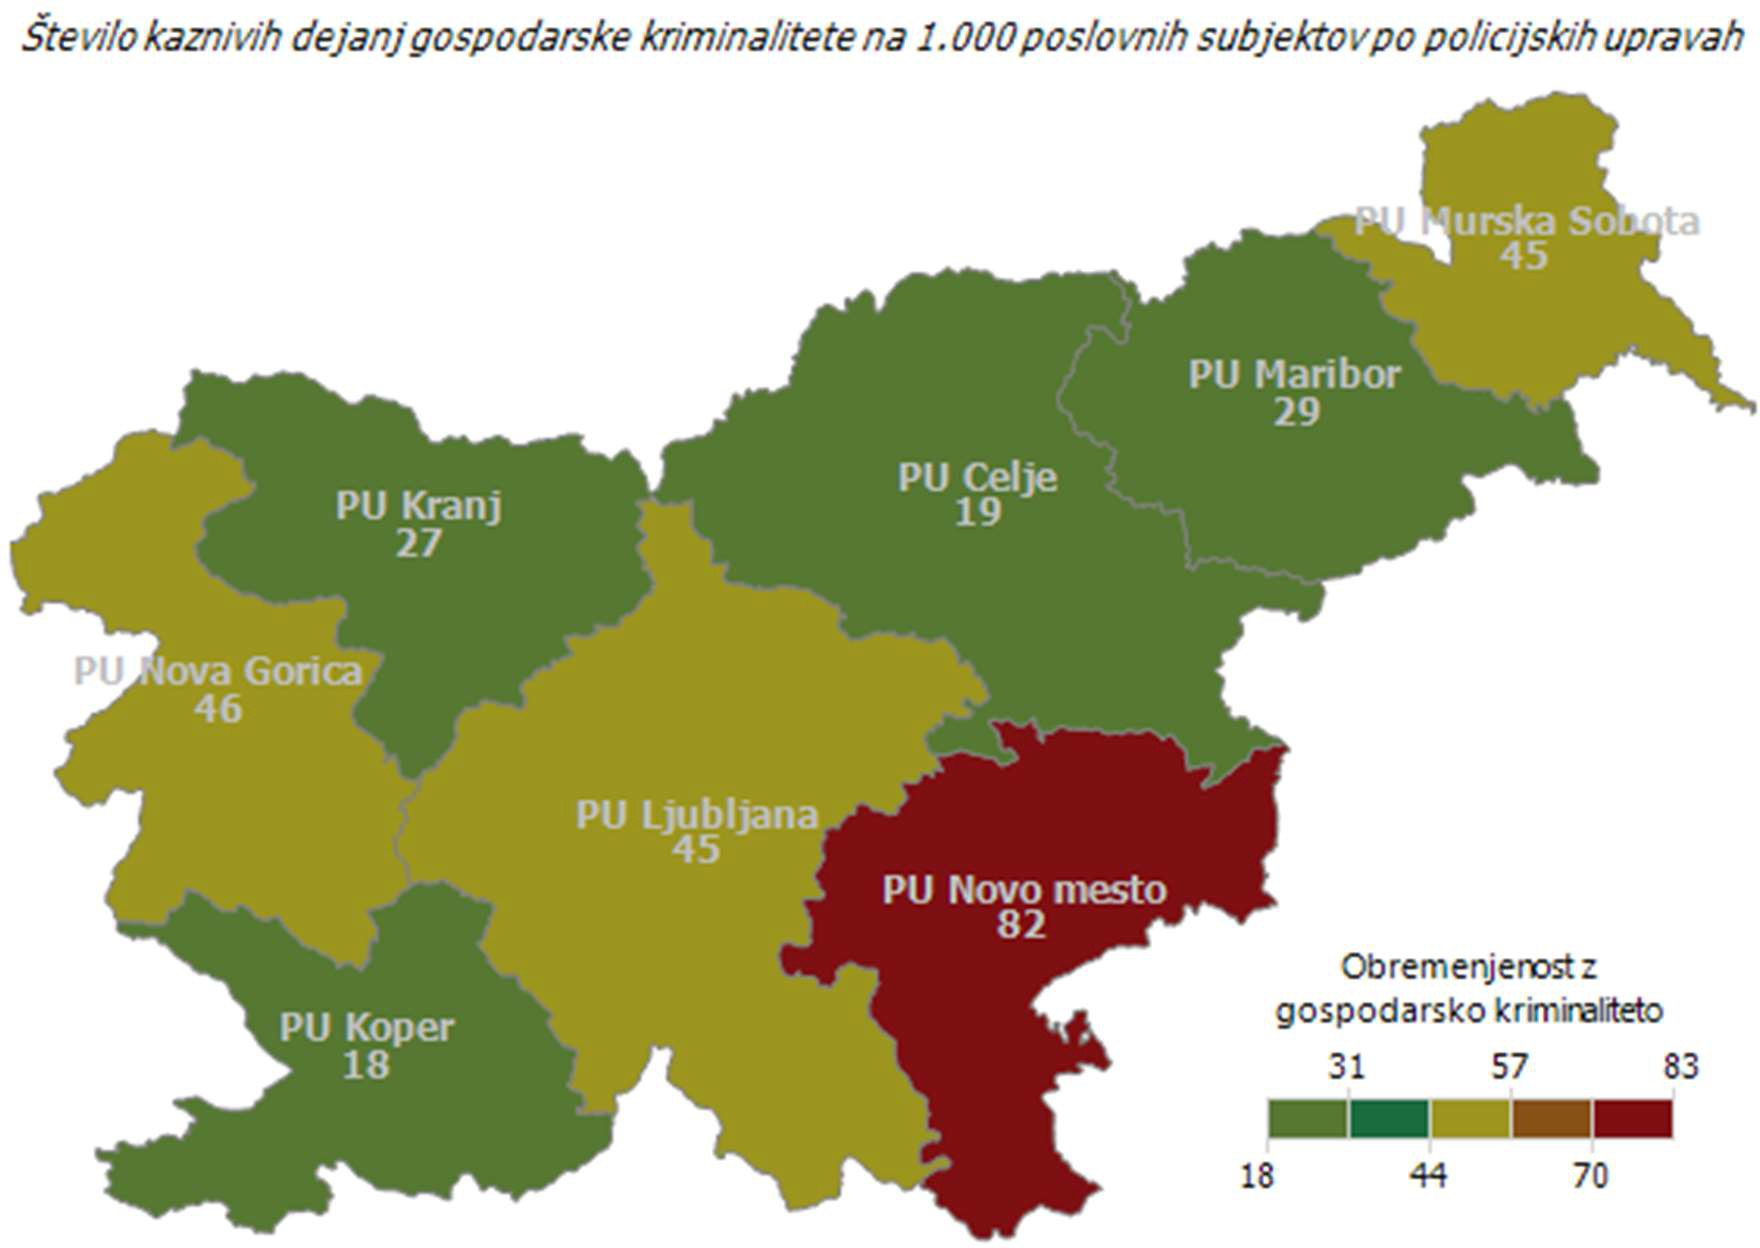 Število kaznivih dejanj gospodarske kriminalitete na 1.000 poslovnih subjektov po policijskih upravah
PU Murska Sobota
45
PU Maribor
29
PU Celje
19
PU Kranj
27
PU Nova Gorica
46
PU Ljubljana
45
PU Novo mesto
82
PU Koper
18
Obremenjenost z
gospodarsko kriminaliteto
31 57 83
18 44 70